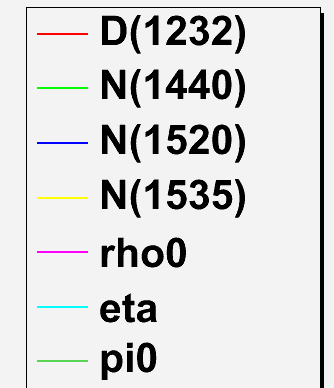 D(1232)
N(1440)
N(1520)
N(1535)
rho0
eta
pi0